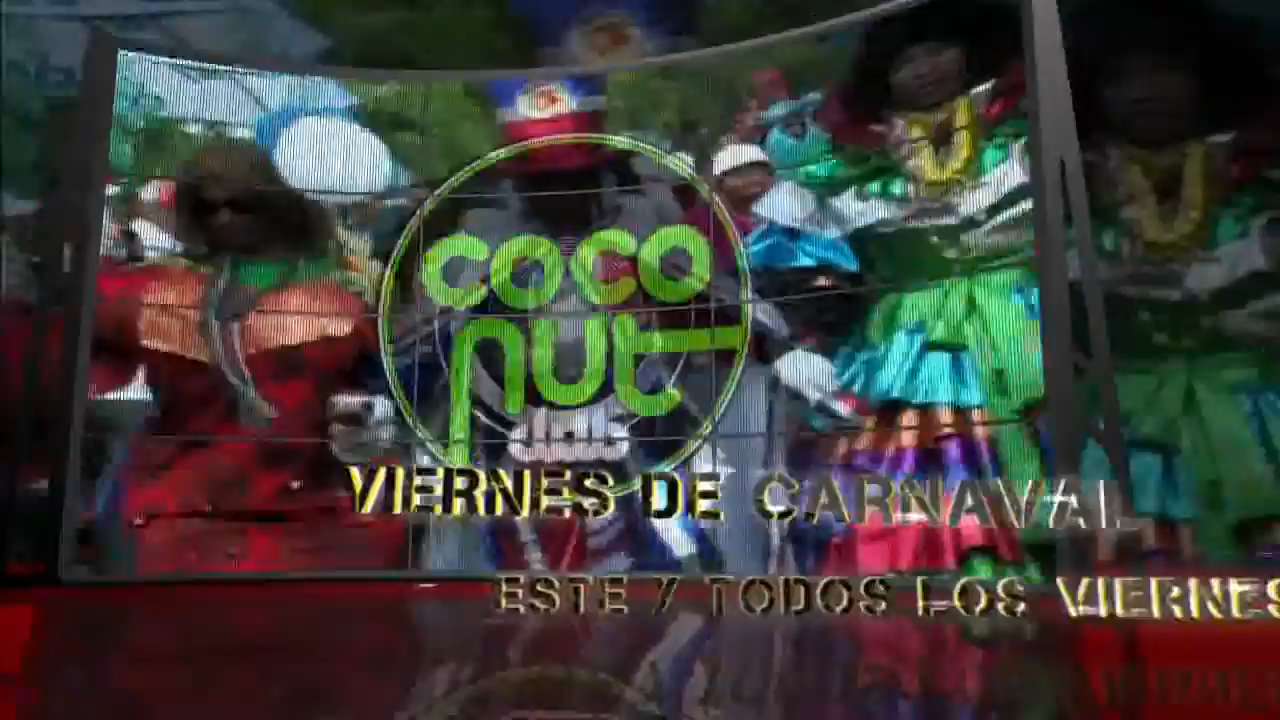 coco
nut
VIERNES DE CARNAVAL
ESTE Y TODOS LOS VIERNES